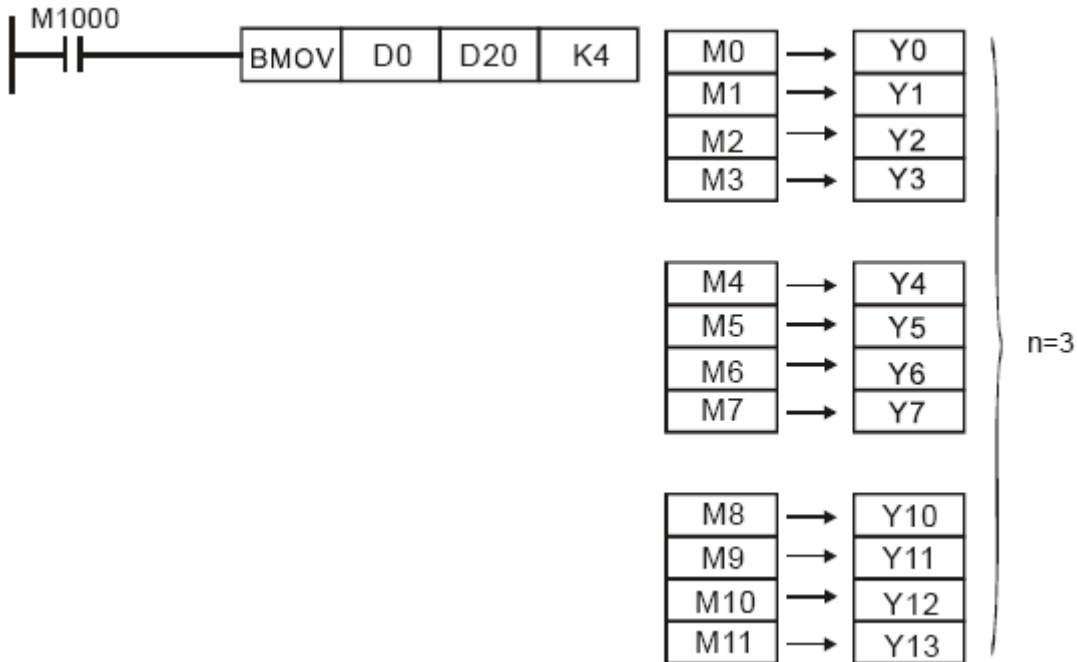 M1000
BMOV D0 D20 K4
M0 Y0
M1 Y1
M2 Y2
M3 Y3
M4 Y4
M5 Y5
M6 Y6
M7 Y7
n=3
M8 Y10
M9 Y11
M10 Y12
M11 Y13